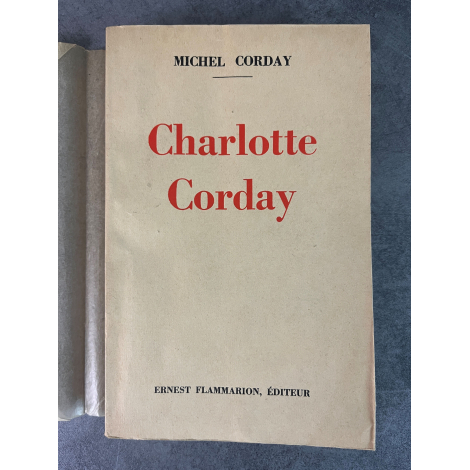 MICHEL CORDAY
Charlotte
Corday
ERNEST FLAMMARION, ÉDITEUR